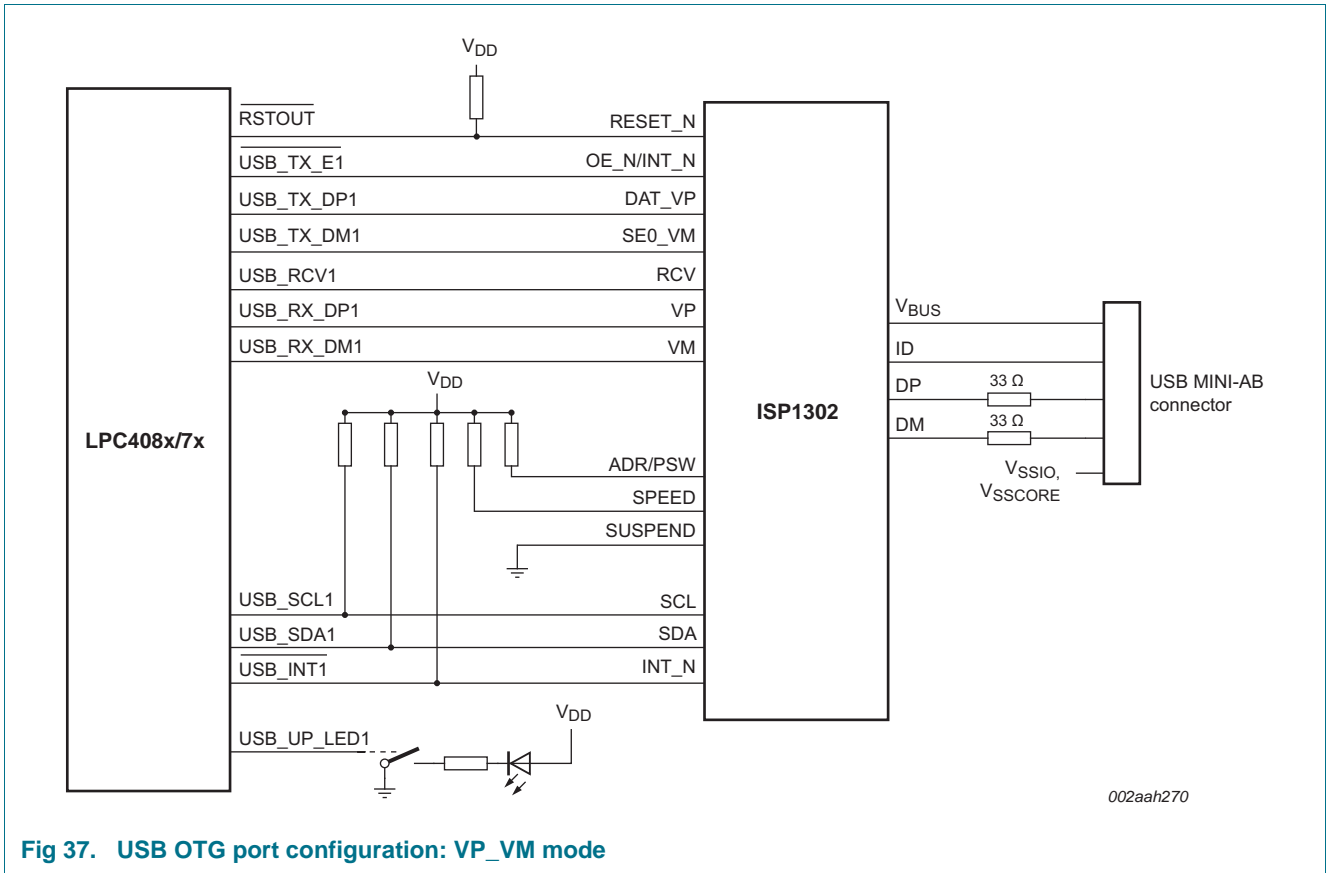 VDD
RSTOUT
RESET_N
USB_TX_E1
OE_N/INT_N
USB_TX_DP1
DAT_VP
USB_TX_DM1
SE0_VM
USB_RCV1
RCV
USB_RX_DP1
VP
USB_RX_DM1
VM
VDD
LPC408x/7x
ISP1302
VBUS
ID
DP
33 Ω
DM
33 Ω
USB MINI-AB
connector
VSSIO,
VSSCORE
ADR/PSW
SPEED
SUSPEND
USB_SCL1
SCL
USB_SDA1
SDA
USB_INT1
INT_N
VDD
USB_UP_LED1
002aah270
Fig 37. USB OTG port configuration: VP_VM mode